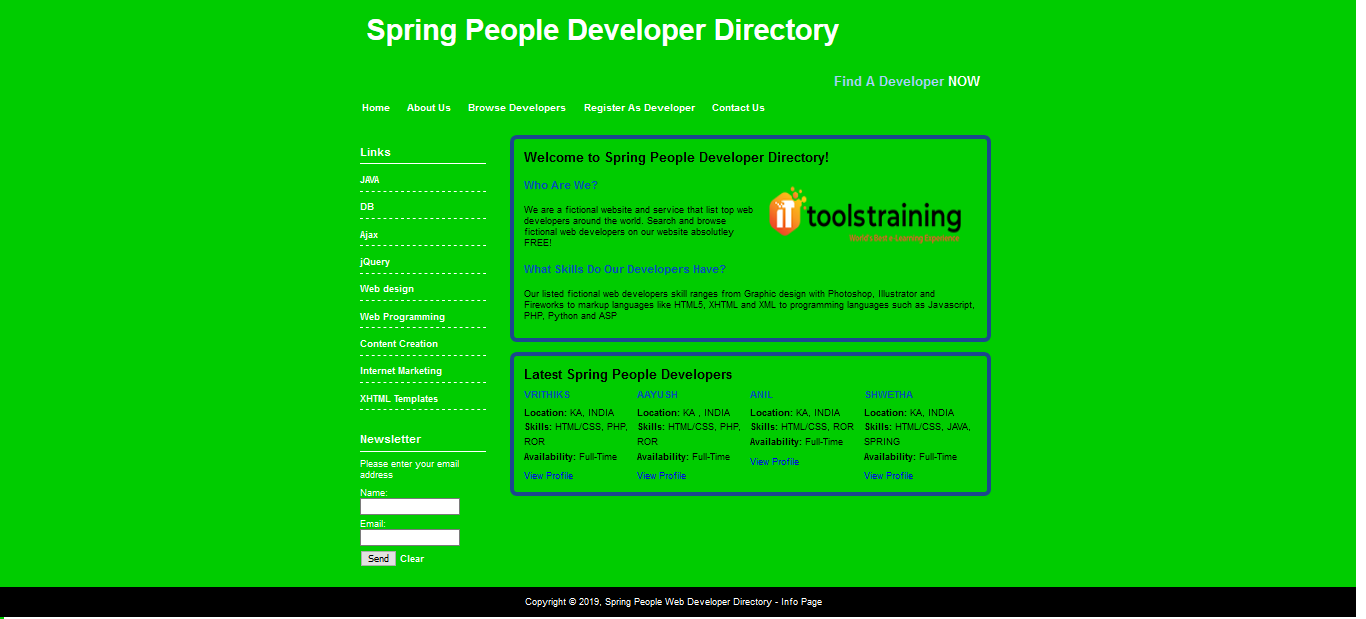 Spring People Developer Directory
Find A Developer NOW
Home About Us Browse Developers Register As Developer Contact Us
Links
JAVA
DB
Ajax
jQuery
Web design
Web Programming
Content Creation
Internet Marketing
XHTML Templates
Newsletter
Please enter your email
address
Name:
Email:
Send Clear
Welcome to Spring People Developer Directory!
Who Are We?
We are a fictional website and service that list top web
developers around the world. Search and browse
fictional web developers on our website absolutley
FREE!
iT toolstraining
What Skills Do Our Developers Have?
Our listed fictional web developers skill ranges from Graphic design with Photoshop, Illustrator and
Fireworks to markup languages like HTML5, XHTML and XML to programming languages such as Javascript,
PHP, Python and ASP
Latest Spring People Developers
VRITHIKS
Location: KA, INDIA
Skills: HTML/CSS, PHP,
ROR
Availability: Full-Time
View Profile
AAYUSH
Location: KA , INDIA
Skills: HTML/CSS, PHP,
ROR
Availability: Full-Time
View Profile
ANIL
Location: KA, INDIA
Skills: HTML/CSS, ROR
Availability: Full-Time
View Profile
SHWETHA
Location: KA, INDIA
Skills: HTML/CSS, JAVA,
SPRING
Availability: Full-Time
View Profile
Copyright © 2019, Spring People Web Developer Directory - Info Page